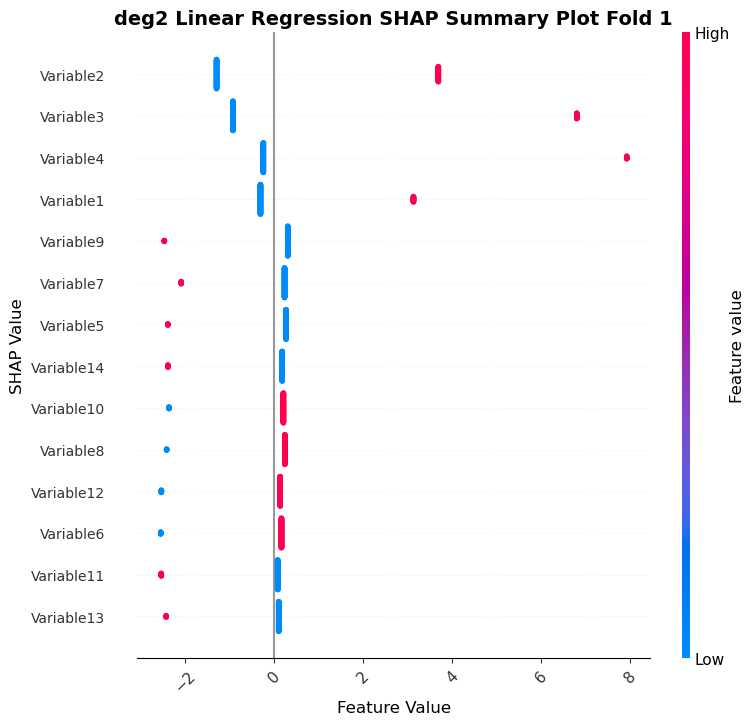 deg2 Linear Regression SHAP Summary Plot Fold 1
High
Variable2
Variable3
Variable4
Variable1
Variable9
Variable7
Variable5
Variable14
Variable10
Variable8
Variable12
Variable6
Variable11
Variable13
SHAP Value
Feature value
Low
−2
0
2
4
6
8
Feature Value